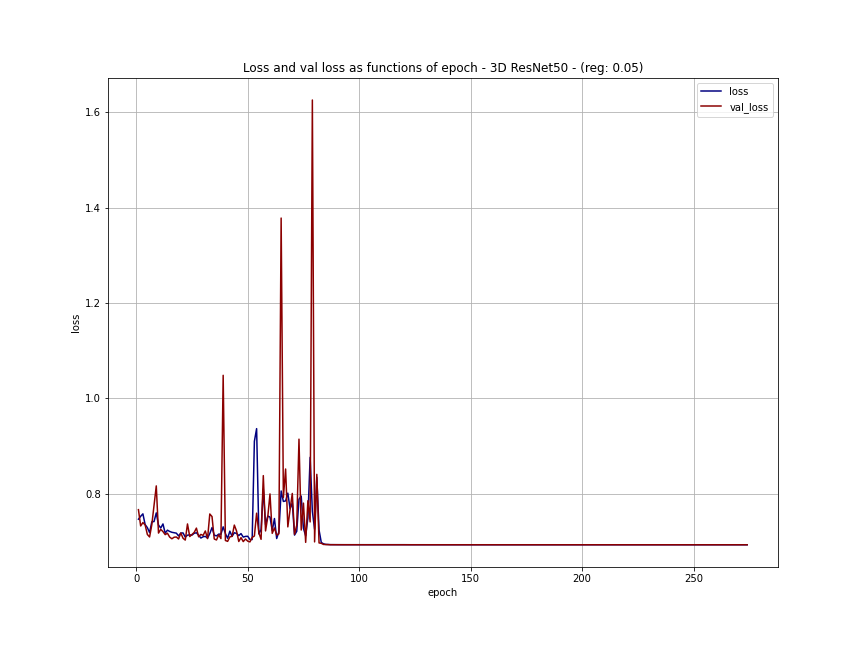 Loss and val loss as functions of epoch - 3D ResNet50 - (reg: 0.05)
loss
val_loss
1.6
1.4
1.2
1.0
0.8
loss
0
50
100
150
200
250
epoch